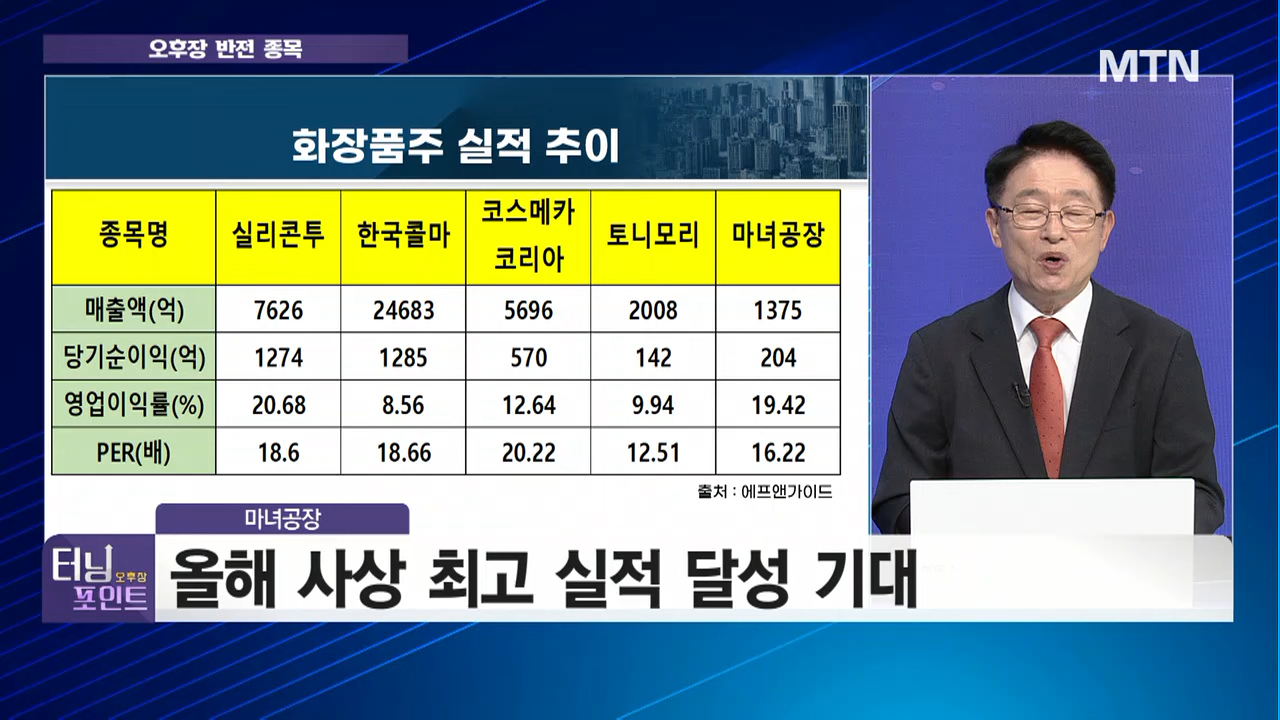 오후장 반전 종목
MTN
화장품주 실적 추이
종목명 실리콘투 한국콜마 코스메카 코리아 토니모리 마녀공장
매출액(억) 7626 24683 5696 2008 1375
당기순이익(억) 1274 1285 570 142 204
영업이익률(%) 20.68 8.56 12.64 9.94 19.42
PER(배) 18.6 18.66 20.22 12.51 16.22
출처 : 에프앤가이드
마녀공장
터닝 오후장
포인트
올해 사상 최고 실적 달성 기대